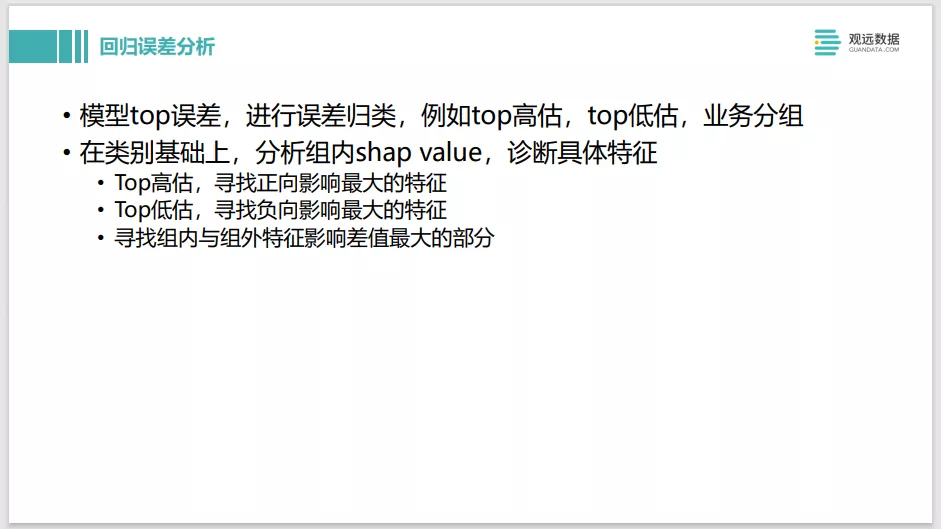 回归误差分析
观远数据
GUANDATA.COM
• 模型top误差，进行误差归类，例如top高估，top低估，业务分组
• 在类别基础上，分析组内shap value，诊断具体特征
• Top高估，寻找正向影响最大的特征
• Top低估，寻找负向影响最大的特征
• 寻找组内与组外特征影响差值最大的部分